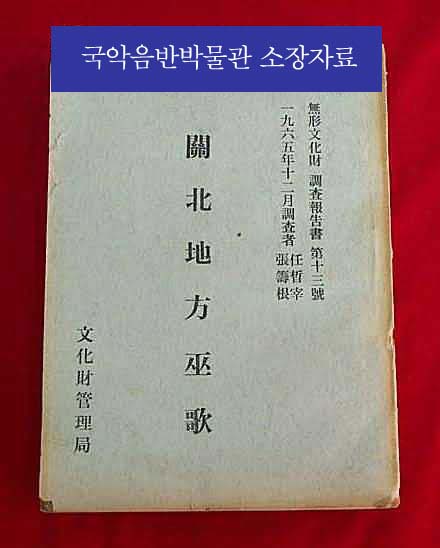 국악음반박물관 소장자료
無形文化財 調査報告書 第十三號
一九六五年十二月調査者 任晳宰
張籌根
關北地方巫歌
文化財管理局